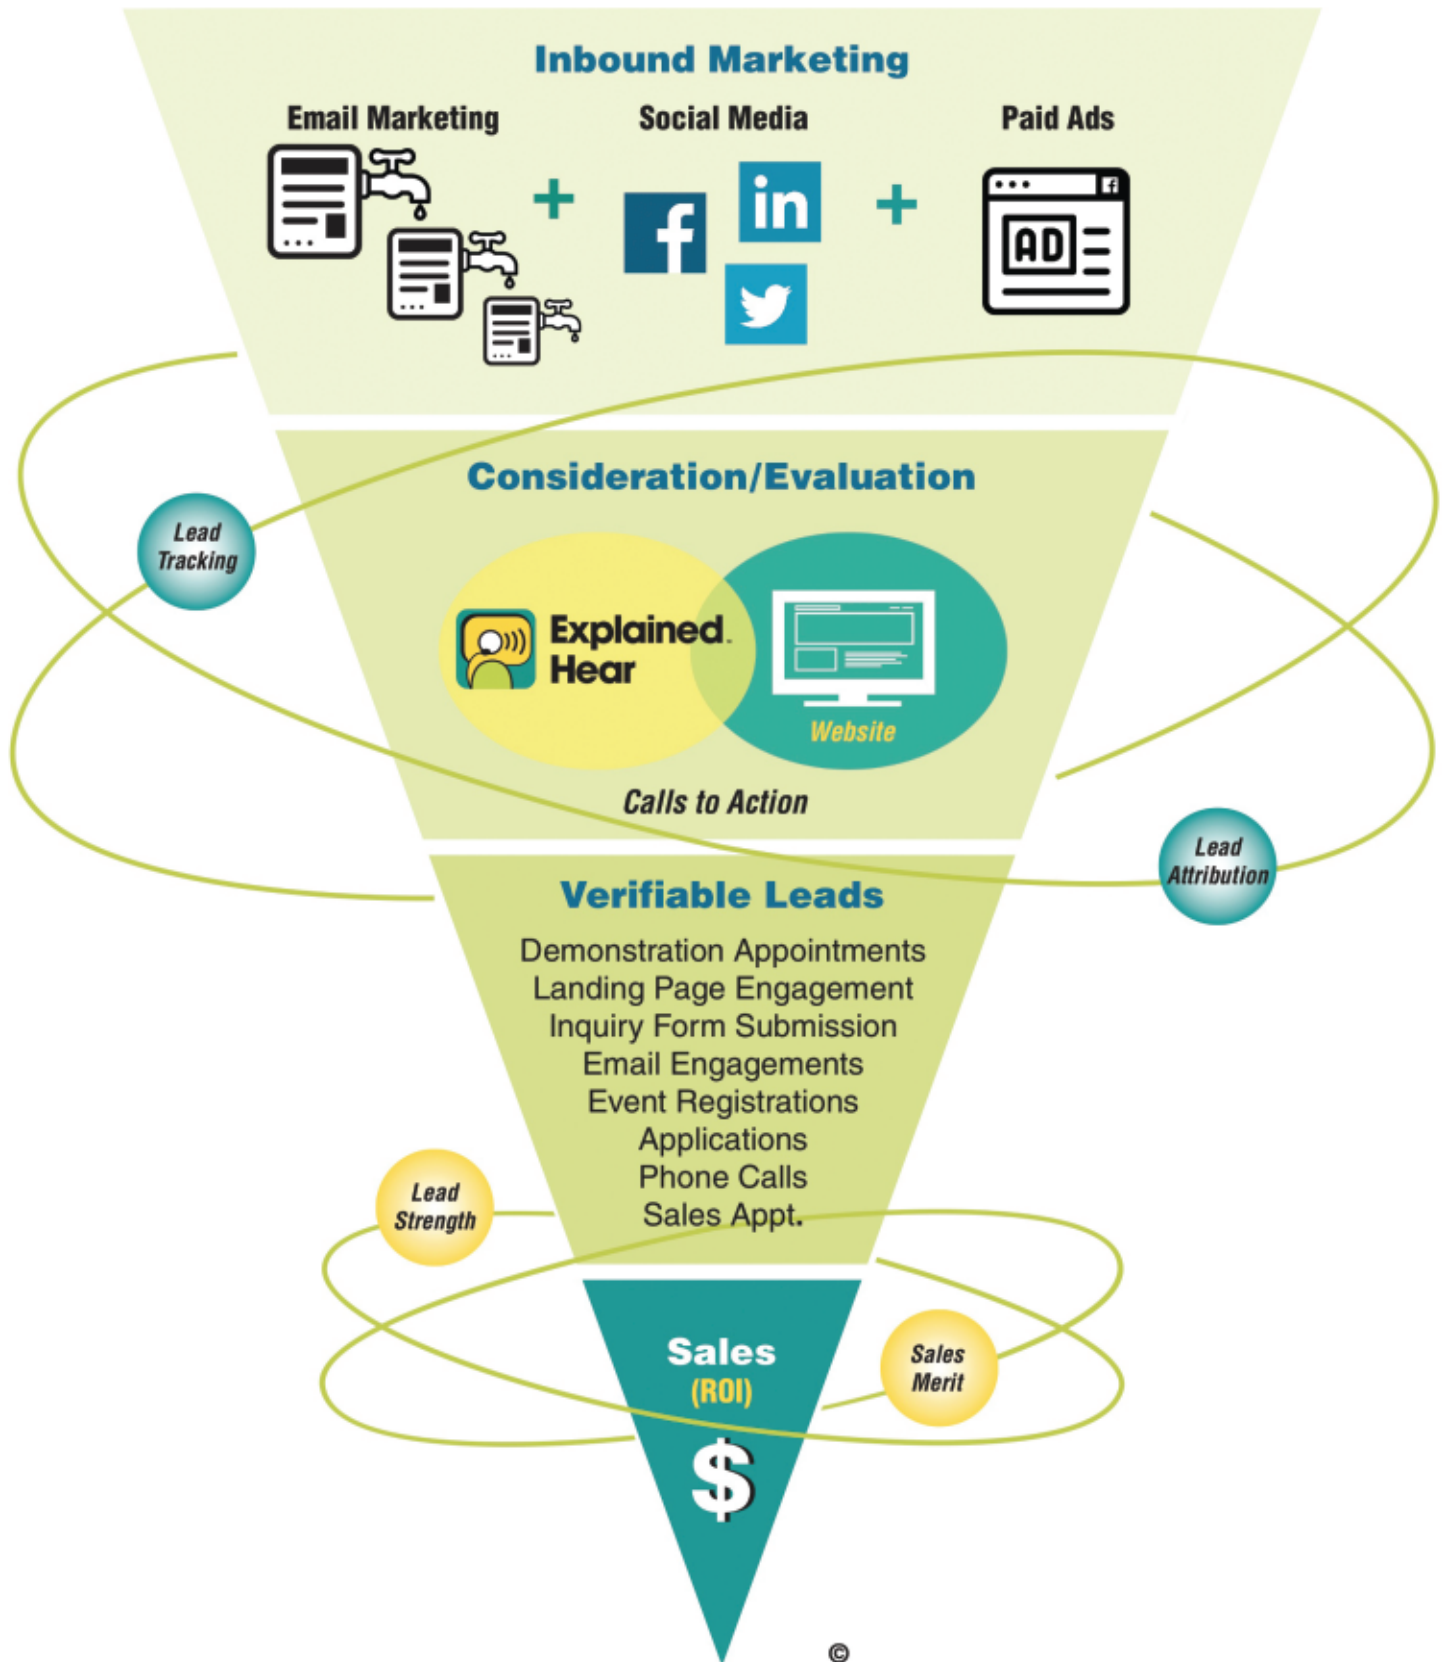 Inbound Marketing
Email Marketing
Social Media
Paid Ads
f
in
f
AD
Consideration/Evaluation
Lead
Tracking
Explained™
Hear
Website
Calls to Action
Lead
Attribution
Verifiable Leads
Demonstration Appointments
Landing Page Engagement
Inquiry Form Submission
Email Engagements
Event Registrations
Applications
Phone Calls
Sales Appt.
Lead
Strength
Sales
(ROI)
$
Sales
Merit
©